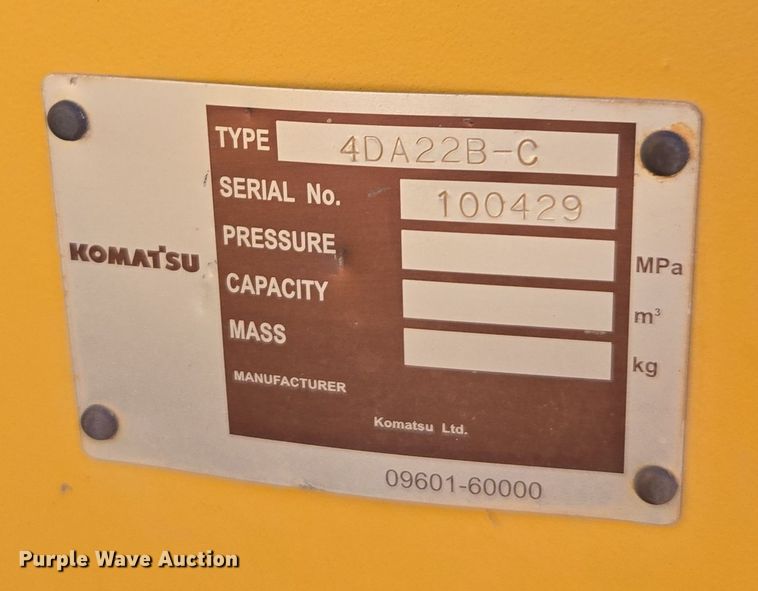 TYPE 4DA22B-C
SERIAL No. 100429
PRESSURE MPa
CAPACITY m³
MASS kg
KOMATSU
MANUFACTURER
Komatsu Ltd.
09601-60000
Purple Wave Auction